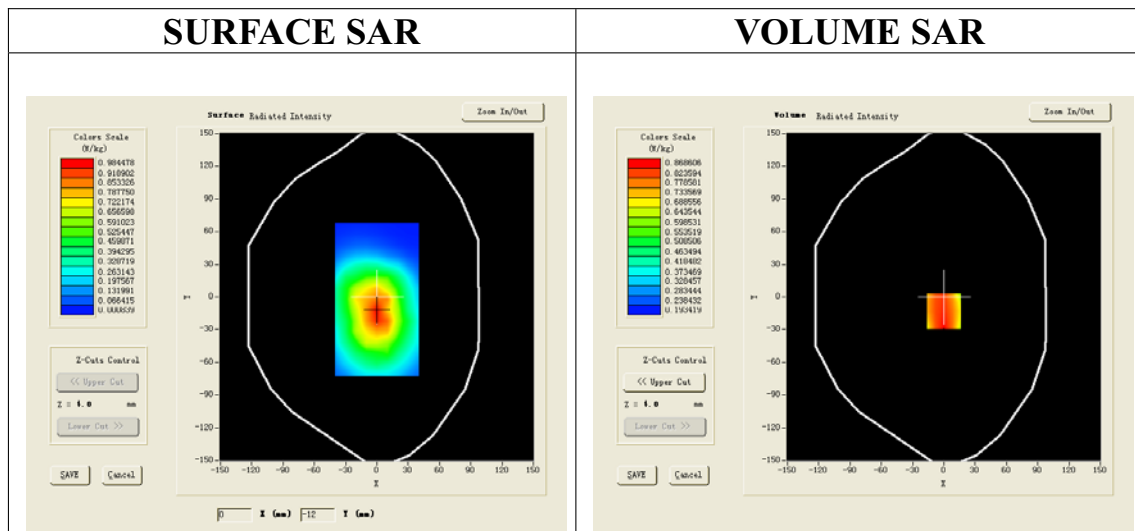 SURFACE SAR
VOLUME SAR
Surface Radiated Intensity
Zoom In/Out
Colors Scale
(W/kg)
0.984478
0.918902
0.853326
0.787750
0.722174
0.656598
0.591023
0.525447
0.459871
0.394295
0.328719
0.263143
0.197567
0.131991
0.066415
0.000839
150
120
90
60
30
0
-30
-60
-90
-120
-150
Y
-150 -120 -90 -60 -30 0 30 60 90 120 150
X
Z-Cuts Control
<< Upper Cut
Z = 4.0 mm
Lower Cut >>
SAVE Cancel
0 X (mm) -12 Y (mm)
Volume Radiated Intensity
Zoom In/Out
Colors Scale
(W/kg)
0.868606
0.823594
0.778581
0.733569
0.688556
0.643544
0.598531
0.553519
0.508506
0.463494
0.418482
0.373469
0.328457
0.283444
0.238432
0.193419
150
120
90
60
30
0
-30
-60
-90
-120
-150
Y
-150 -120 -90 -60 -30 0 30 60 90 120 150
X
Z-Cuts Control
<< Upper Cut
Z = 4.0 mm
Lower Cut >>
SAVE Cancel